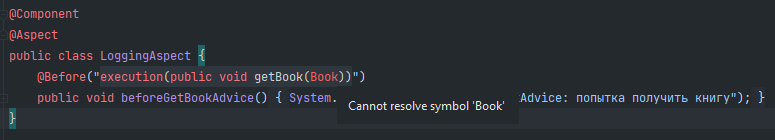 @Component
@Aspect
public class LoggingAspect {
@Before("execution(public void getBook(Book))")
public void beforeGetBookAdvice() { System. Advice: попытка получить книгу"); }
Cannot resolve symbol 'Book'
}